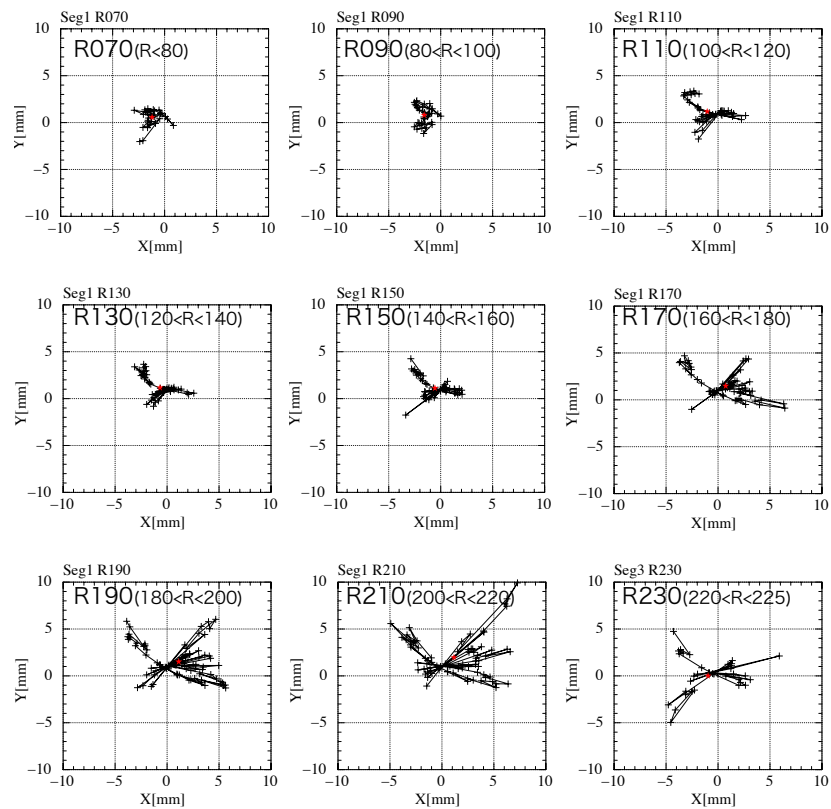 Seg1 R070
R070(R<80)
10
5
0
−5
−10
Y[mm]
−10 −5 0 5 10
X[mm]
Seg1 R090
R090(80<R<100)
10
5
0
−5
−10
Y[mm]
−10 −5 0 5 10
X[mm]
Seg1 R110
R110(100<R<120)
10
5
0
−5
−10
Y[mm]
−10 −5 0 5 10
X[mm]
Seg1 R130
R130(120<R<140)
10
5
0
−5
−10
Y[mm]
−10 −5 0 5 10
X[mm]
Seg1 R150
R150(140<R<160)
10
5
0
−5
−10
Y[mm]
−10 −5 0 5 10
X[mm]
Seg1 R170
R170(160<R<180)
10
5
0
−5
−10
Y[mm]
−10 −5 0 5 10
X[mm]
Seg1 R190
R190(180<R<200)
10
5
0
−5
−10
Y[mm]
−10 −5 0 5 10
X[mm]
Seg1 R210
R210(200<R<220)
10
5
0
−5
−10
Y[mm]
−10 −5 0 5 10
X[mm]
Seg3 R230
R230(220<R<225)
10
5
0
−5
−10
Y[mm]
−10 −5 0 5 10
X[mm]